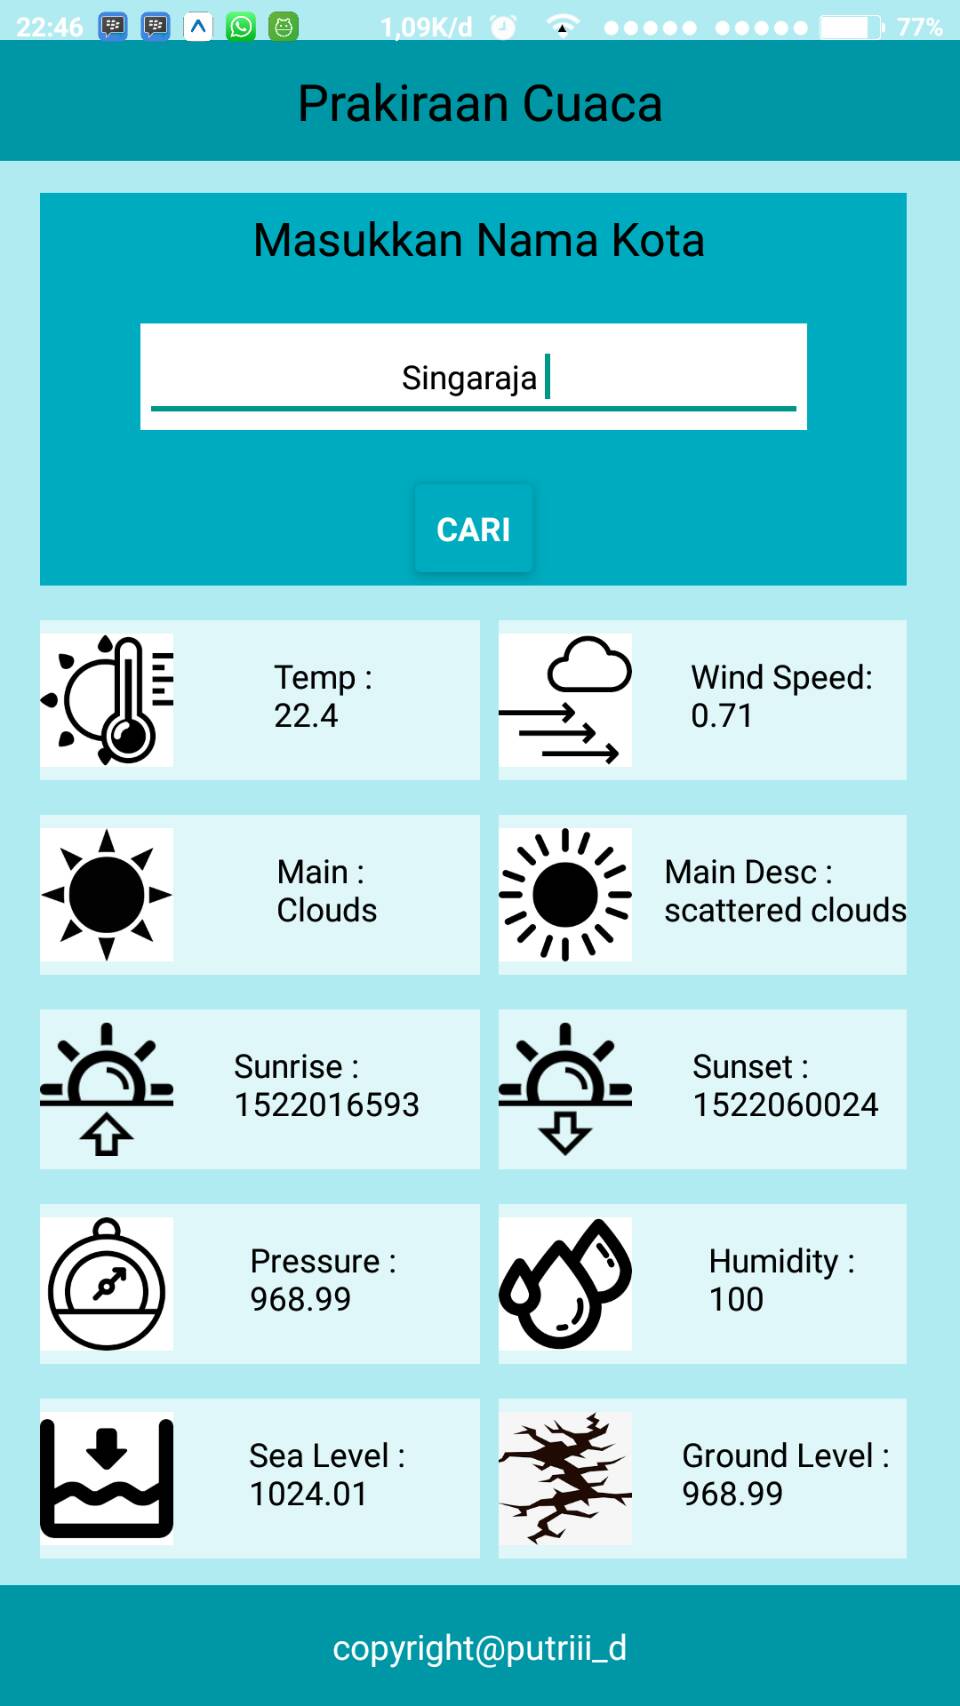 22:46 1,09K/d 77%
Prakiraan Cuaca
Masukkan Nama Kota
Singaraja
CARI
Temp :
22.4
Wind Speed:
0.71
Main :
Clouds
Main Desc :
scattered clouds
Sunrise :
1522016593
Sunset :
1522060024
Pressure :
968.99
Humidity :
100
Sea Level :
1024.01
Ground Level :
968.99
copyright@putriii_d